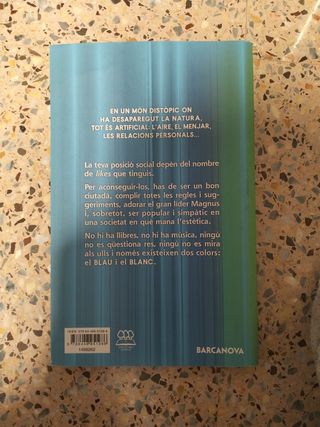 EN UN MÓN DISTÒPIC ON
HA DESAPAREGUT LA NATURA,
TOT ÉS ARTIFICIAL: L'AIRE, EL MENJAR,
LES RELACIONS PERSONALS...
La teva posició social depèn del nombre
de likes que tinguis.
Per aconseguir-los, has de ser un bon
ciutadà, complir totes les regles i sug-
geriments, adorar el gran líder Magnus
i, sobretot, ser popular i simpàtic en
una societat en què mana l'estètica.
No hi ha llibres, no hi ha música, ningú
no es qüestiona res, ningú no es mira
als ulls i només existeixen dos colors:
el BLAU i el BLANC.
1498262
BARCANOVA